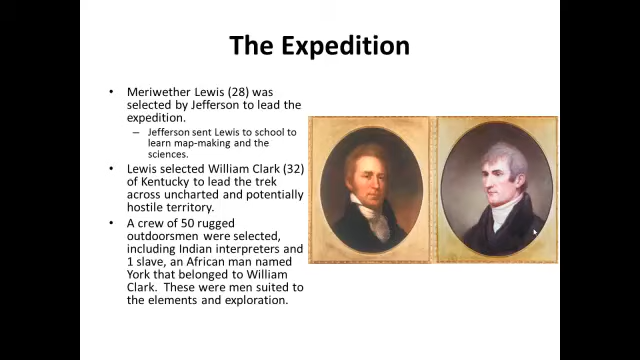 The Expedition
• Meriwether Lewis (28) was
selected by Jefferson to lead the
expedition.
– Jefferson sent Lewis to school to
learn map-making and the
sciences.
• Lewis selected William Clark (32)
of Kentucky to lead the trek
across uncharted and potentially
hostile territory.
• A crew of 50 rugged
outdoorsmen were selected,
including Indian interpreters and
1 slave, an African man named
York that belonged to William
Clark.  These were men suited to
the elements and exploration.